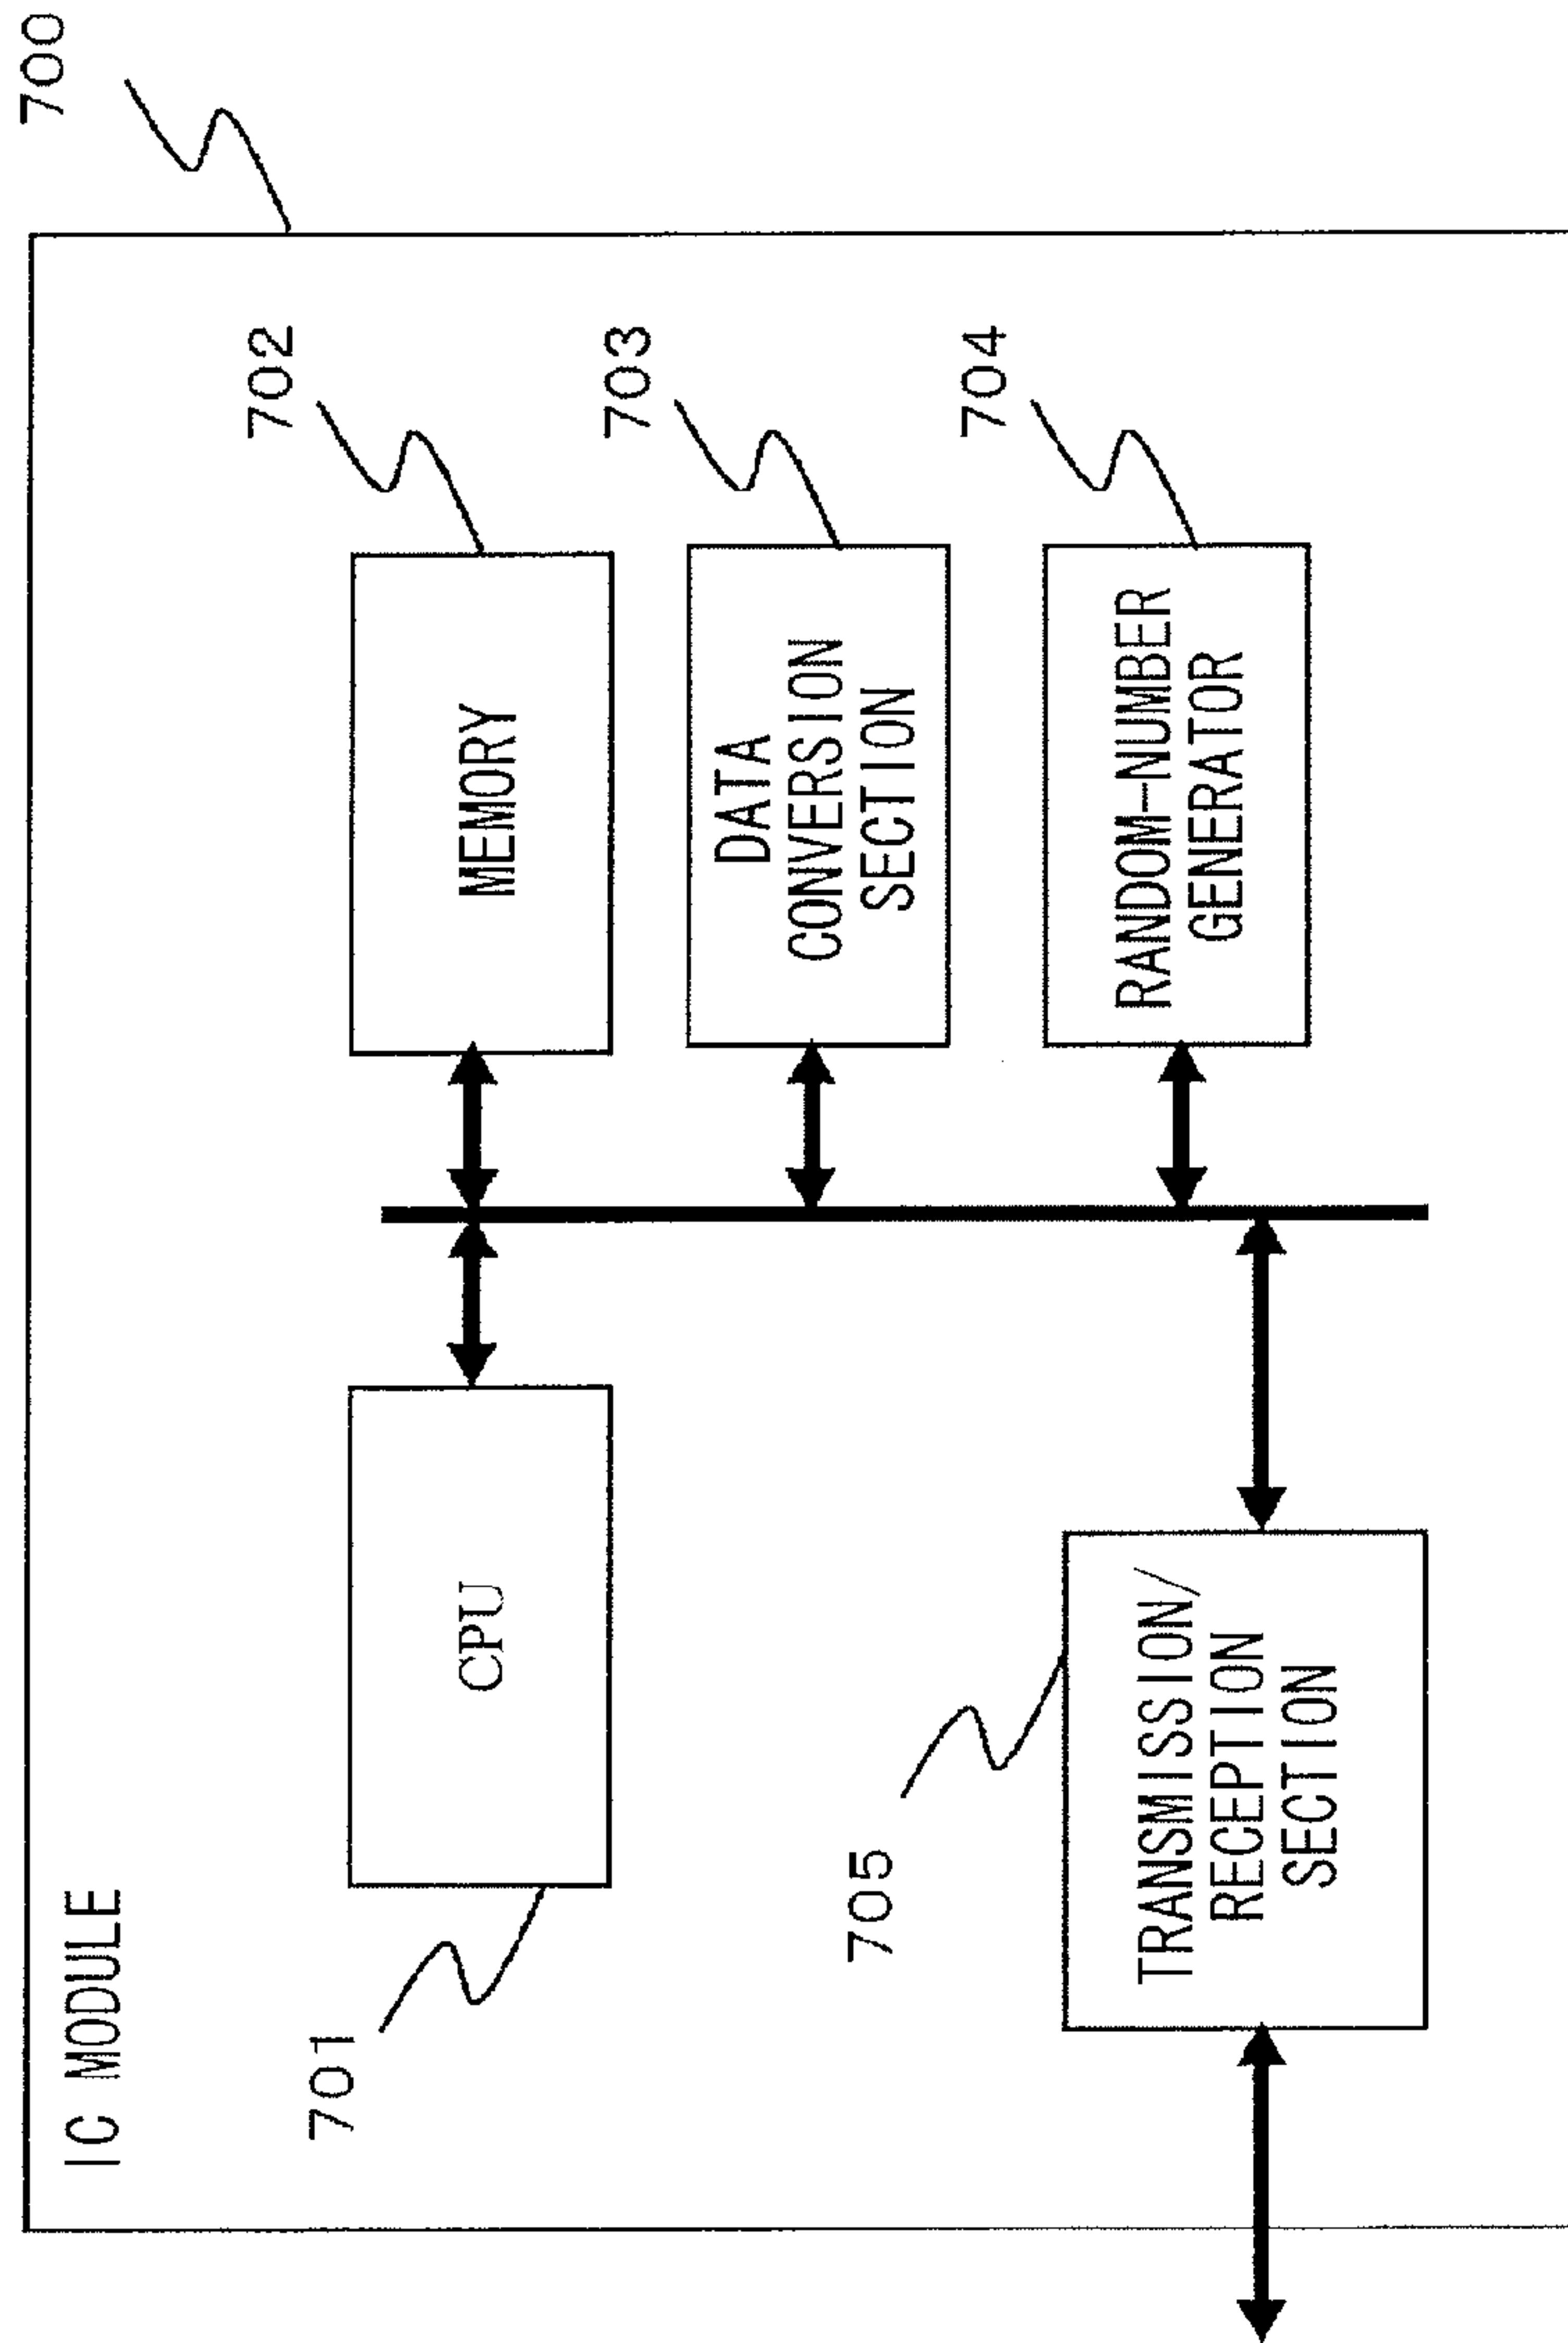 700
IC MODULE
701
CPU
702
MEMORY
703
DATA
CONVERSION
SECTION
704
RANDOM-NUMBER
GENERATOR
705
TRANSMISSION/
RECEPTION
SECTION